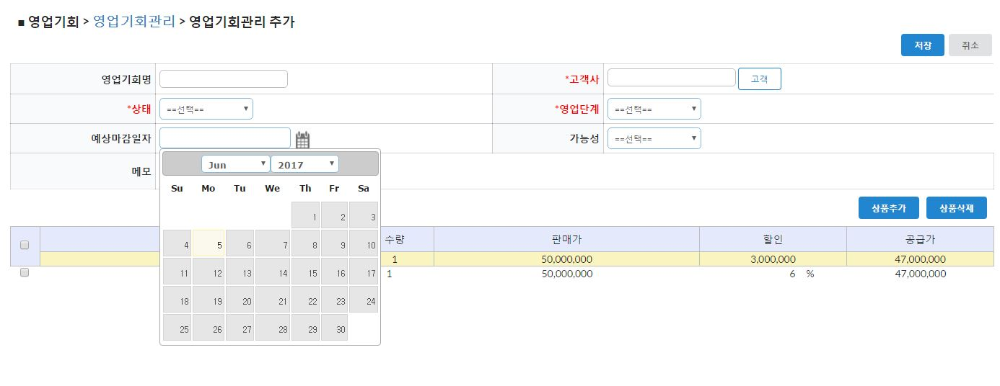 ■ 영업기회 > 영업기회관리 > 영업기회관리 추가
저장 취소
영업기회명 *고객사 고객
*상태 ==선택== *영업단계 ==선택==
예상마감일자 가능성 ==선택==
메모
Jun 2017
Su Mo Tu We Th Fr Sa
1 2 3
4 5 6 7 8 9 10
11 12 13 14 15 16 17
18 19 20 21 22 23 24
25 26 27 28 29 30
상품추가 상품삭제
수량 판매가 할인 공급가
1 50,000,000 3,000,000 47,000,000
1 50,000,000 6 % 47,000,000